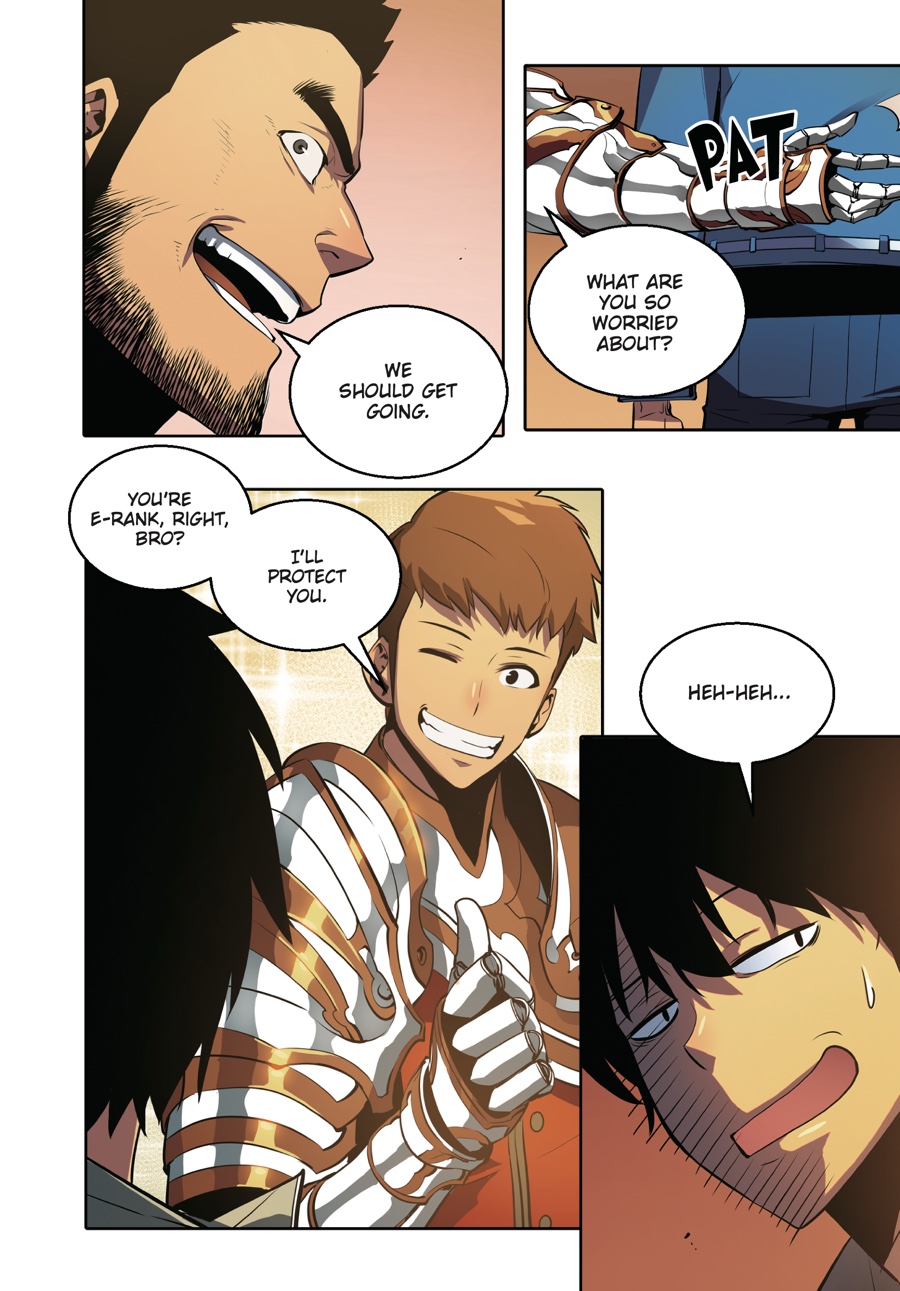 WE
SHOULD GET
GOING.
PAT
WHAT ARE
YOU SO
WORRIED
ABOUT?
YOU'RE
E-RANK, RIGHT,
BRO?
I'LL
PROTECT
YOU.
HEH-HEH...